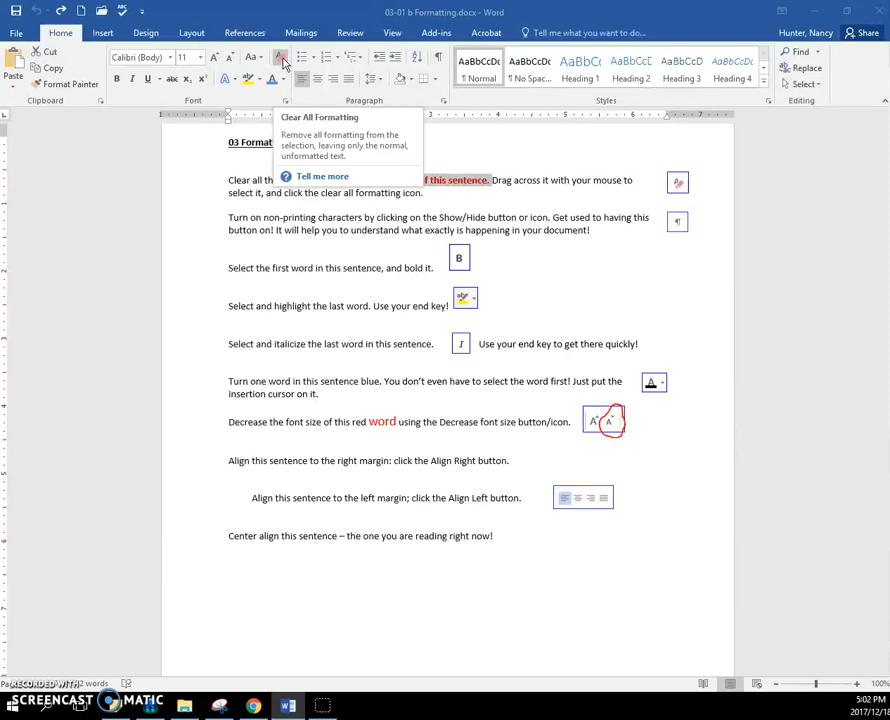 03-01 b Formatting.docx - Word
File Home Insert Design Layout References Mailings Review View Add-ins Acrobat Tell me what you want to do... Hunter, Nancy Share
Cut
Copy
Format Painter
Paste
Clipboard
Calibri (Body) 11 Aa
B I U abc
Font
Paragraph
AaBbCcDc AaBbCcDc AaBbCc AaBbCcD AaBbCcD AaBbCcDc
¶ Normal ¶ No Spac... Heading 1 Heading 2 Heading 3 Heading 4
Styles
Find
Replace
Select
Editing
Clear All Formatting
Remove all formatting from the
selection, leaving only the normal,
unformatted text.
Tell me more
03 Format
Clear all th f this sentence. Drag across it with your mouse to
select it, and click the clear all formatting icon.
Turn on non-printing characters by clicking on the Show/Hide button or icon. Get used to having this
button on! It will help you to understand what exactly is happening in your document!
Select the first word in this sentence, and bold it. B
Select and highlight the last word. Use your end key! aby
Select and italicize the last word in this sentence. I Use your end key to get there quickly!
Turn one word in this sentence blue. You don't even have to select the word first! Just put the
insertion cursor on it. A
Decrease the font size of this red word using the Decrease font size button/icon. A A
Align this sentence to the right margin: click the Align Right button.
Align this sentence to the left margin; click the Align Left button.
Center align this sentence – the one you are reading right now!
2 words
100%
RECORDED WITH
SCREENCAST MATIC
5:02 PM
2017/12/18